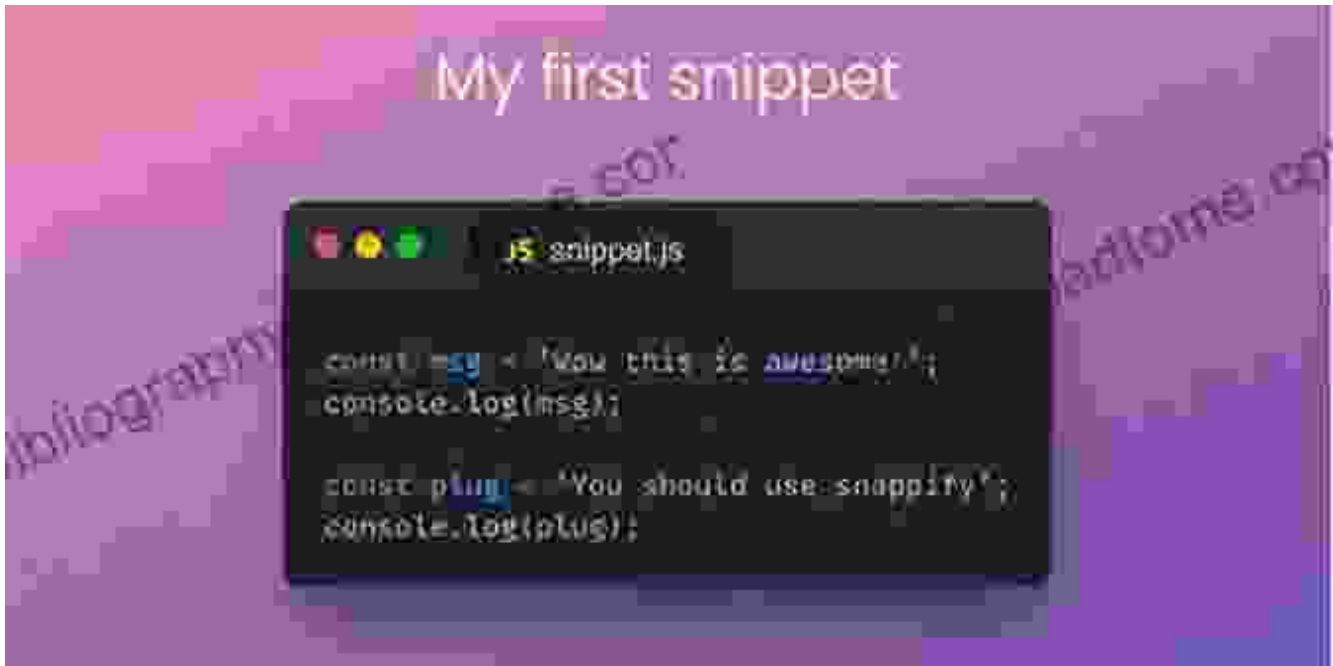 My first snippet
JS snippet.js
const msg = 'Wow this is awesome!';
console.log(msg);
const plug = 'You should use snappify';
console.log(plug);